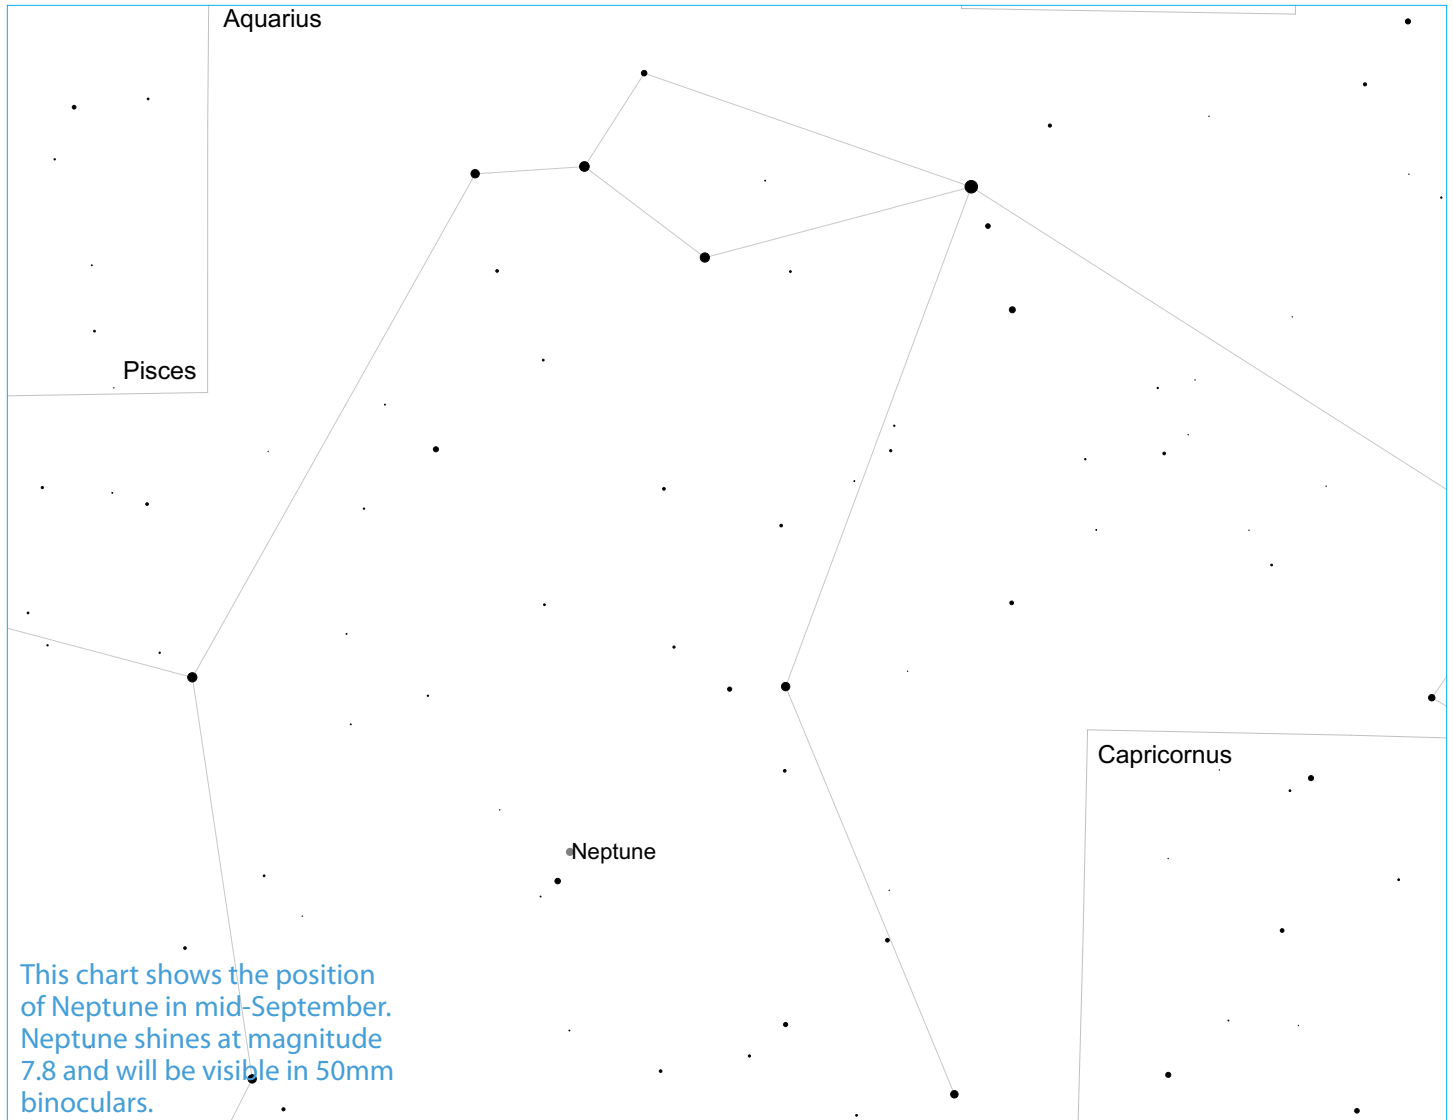 Aquarius
Pisces
Capricornus
Neptune
This chart shows the position
of Neptune in mid-September.
Neptune shines at magnitude
7.8 and will be visible in 50mm
binoculars.